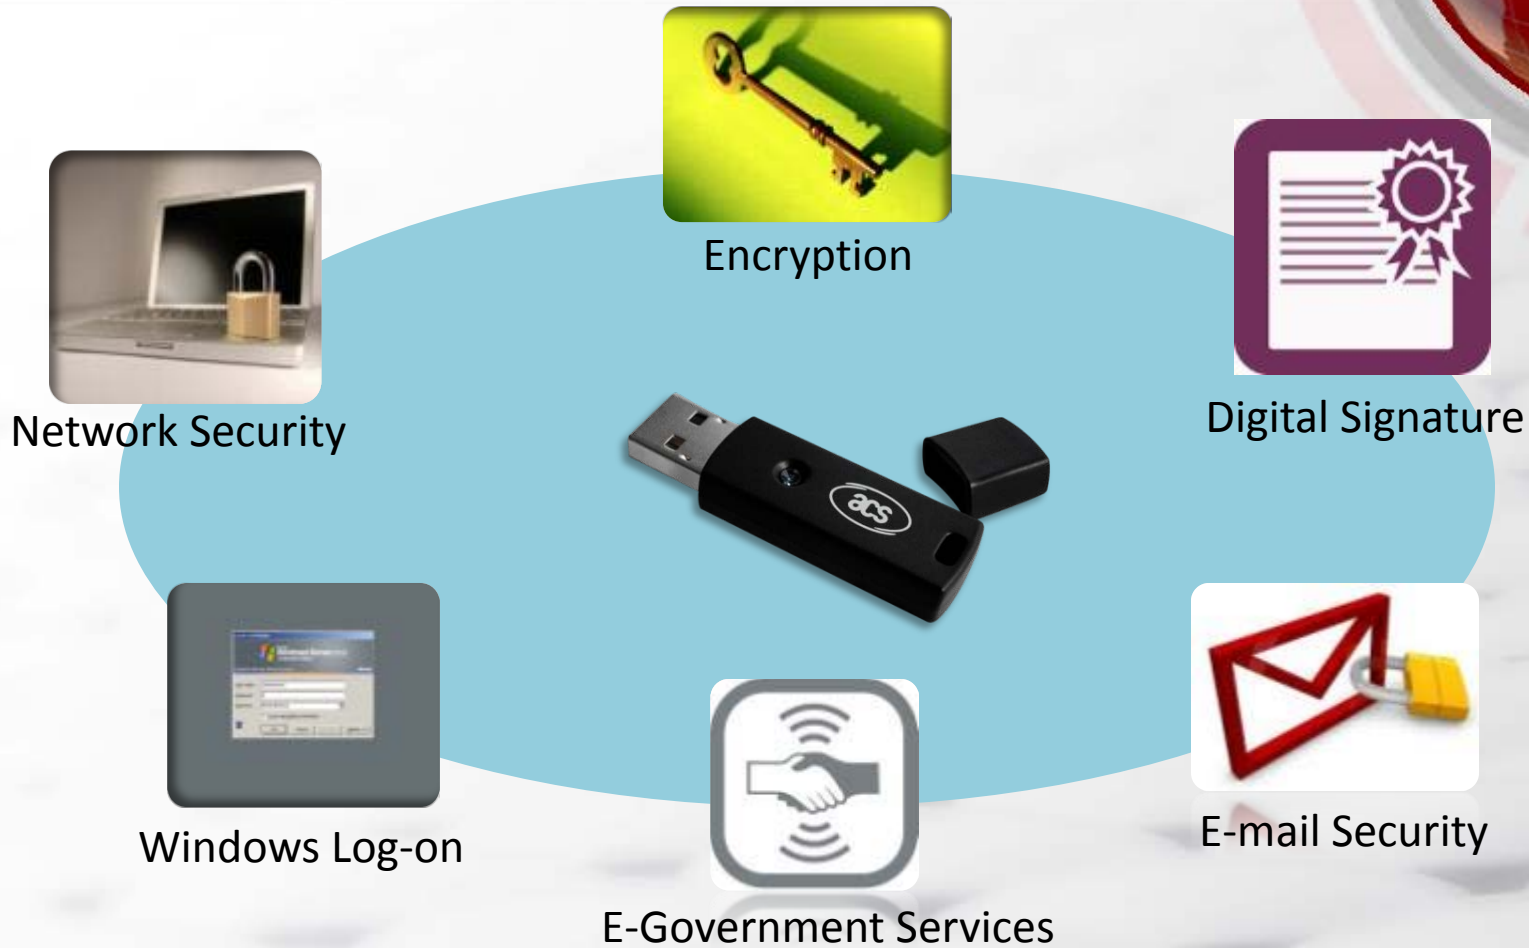 Encryption
Network Security
Digital Signature
acs
Windows Log-on
E-mail Security
E-Government Services